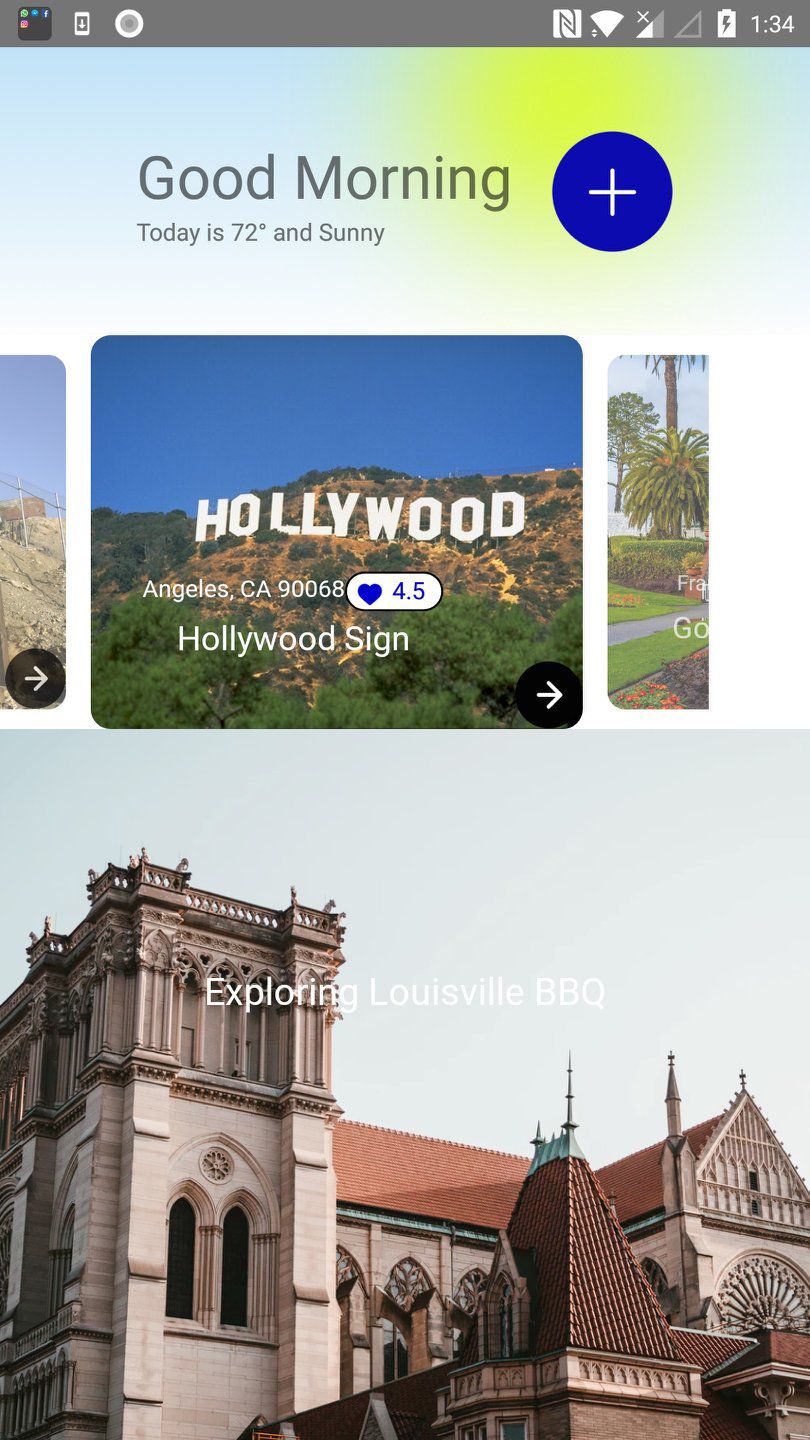 1:34
Good Morning
Today is 72° and Sunny
HOLLYWOOD
Angeles, CA 90068
4.5
Hollywood Sign
Fra
Gö
Exploring Louisville BBQ